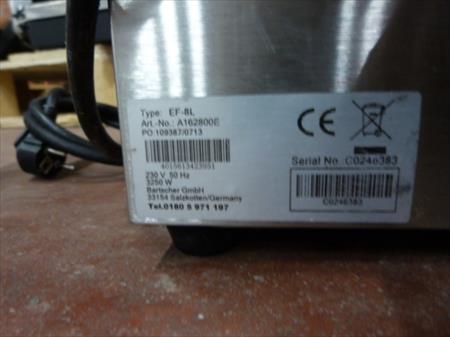 Type: EF-8L
Art.-No.: A162800E
PO:109387/0713
4015613423051
230 V 50 Hz
3250 W
Bartscher GmbH
33154 Salzkotten/Germany
Tel.0180 5 971 197
CE
Serial No. C0246383
C0246383